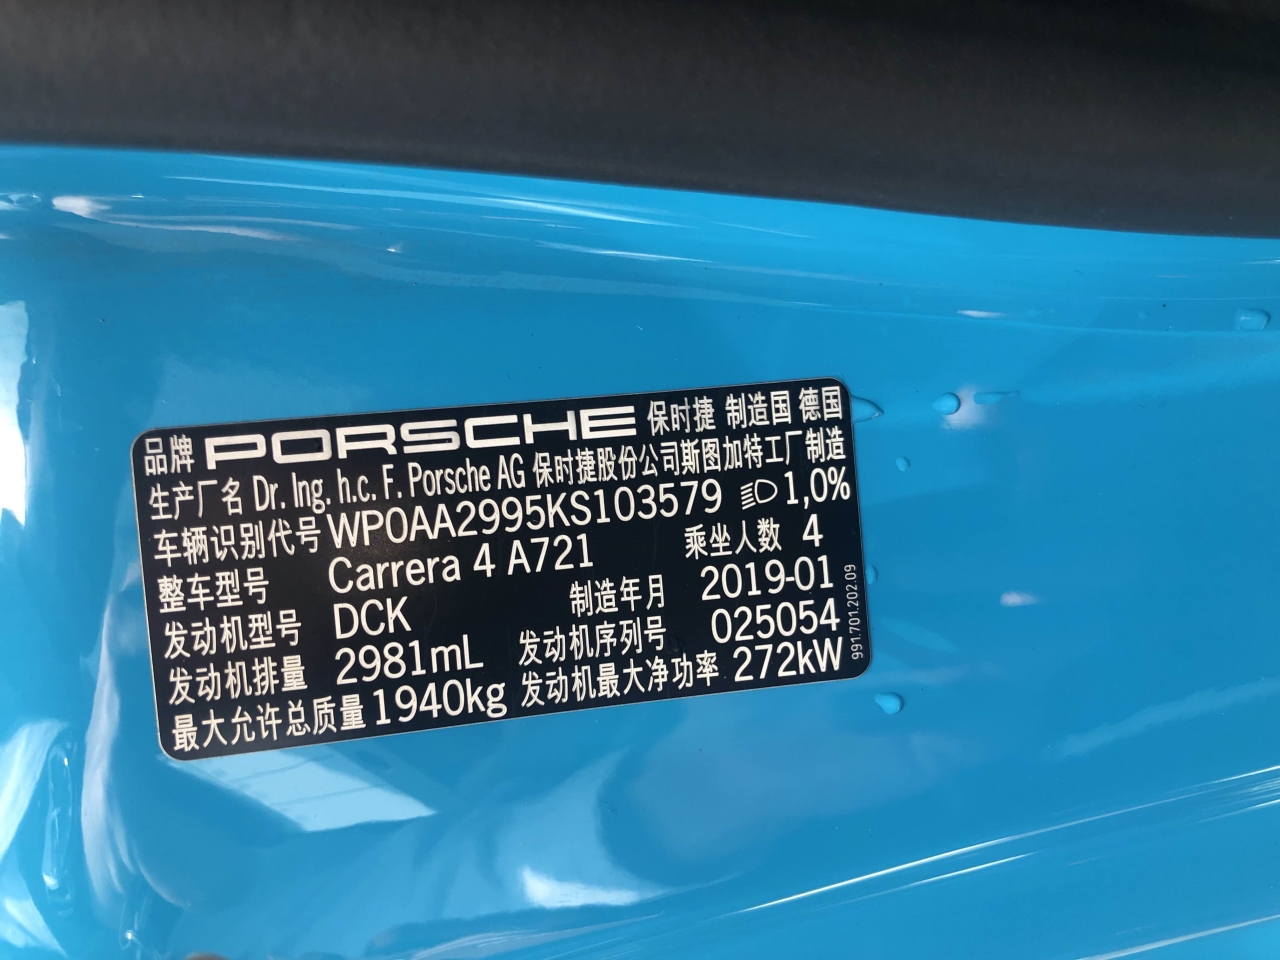 品牌 PORSCHE 保时捷 制造国 德国
生产厂名 Dr. Ing. h.c. F. Porsche AG 保时捷股份公司斯图加特工厂制造
车辆识别代号 WP0AA2995KS103579 1,0%
整车型号 Carrera 4 A721 乘坐人数 4
发动机型号 DCK 制造年月 2019-01
发动机排量 2981mL 发动机序列号 025054
最大允许总质量 1940kg 发动机最大净功率 272kW
991.701.202.09